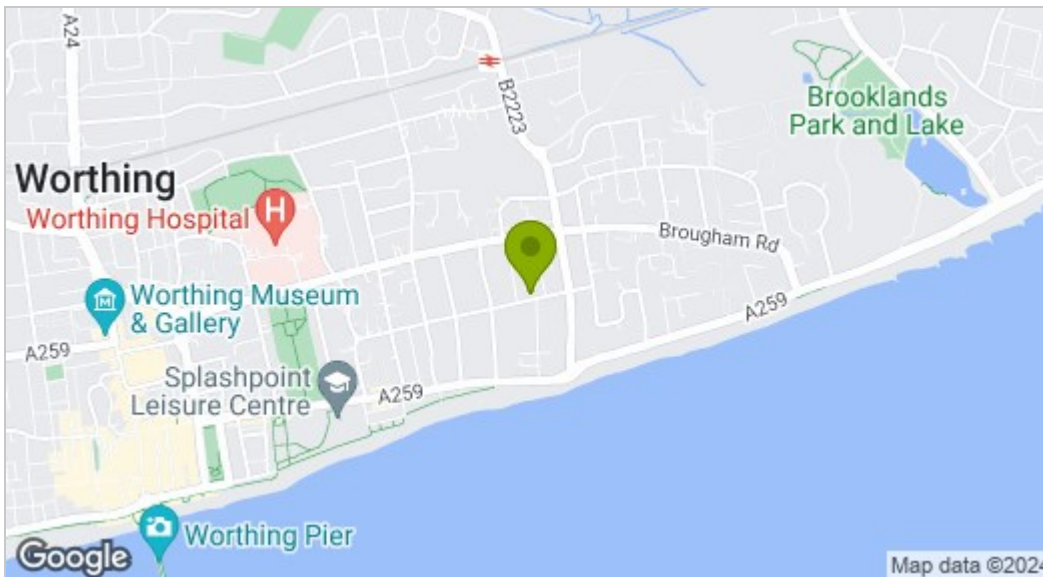 A24
B2223
Brooklands
Park and Lake
Worthing
Worthing Hospital
H
Brougham Rd
Worthing Museum
& Gallery
M
A259
A259
Splashpoint
Leisure Centre
A259
Worthing Pier
Google
Map data ©2024